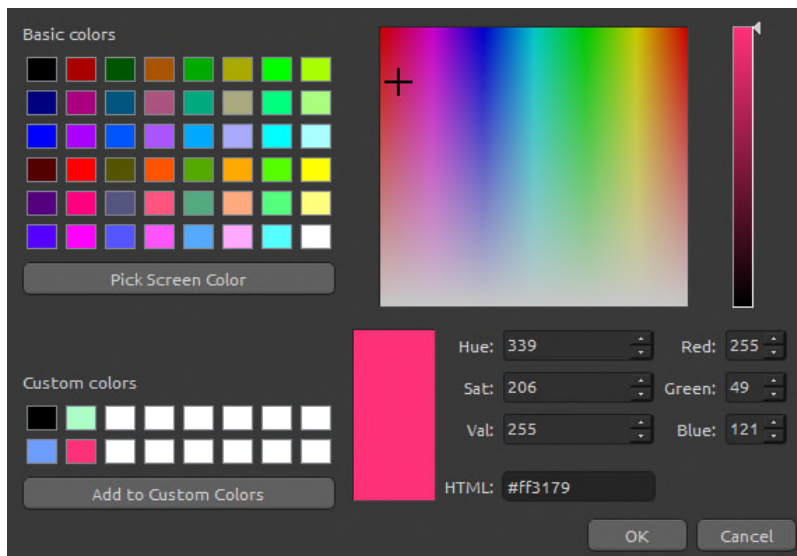 Basic colors
Pick Screen Color
Custom colors
Add to Custom Colors
Hue: 339
Red: 255
Sat: 206
Green: 49
Val: 255
Blue: 121
HTML: #ff3179
OK
Cancel